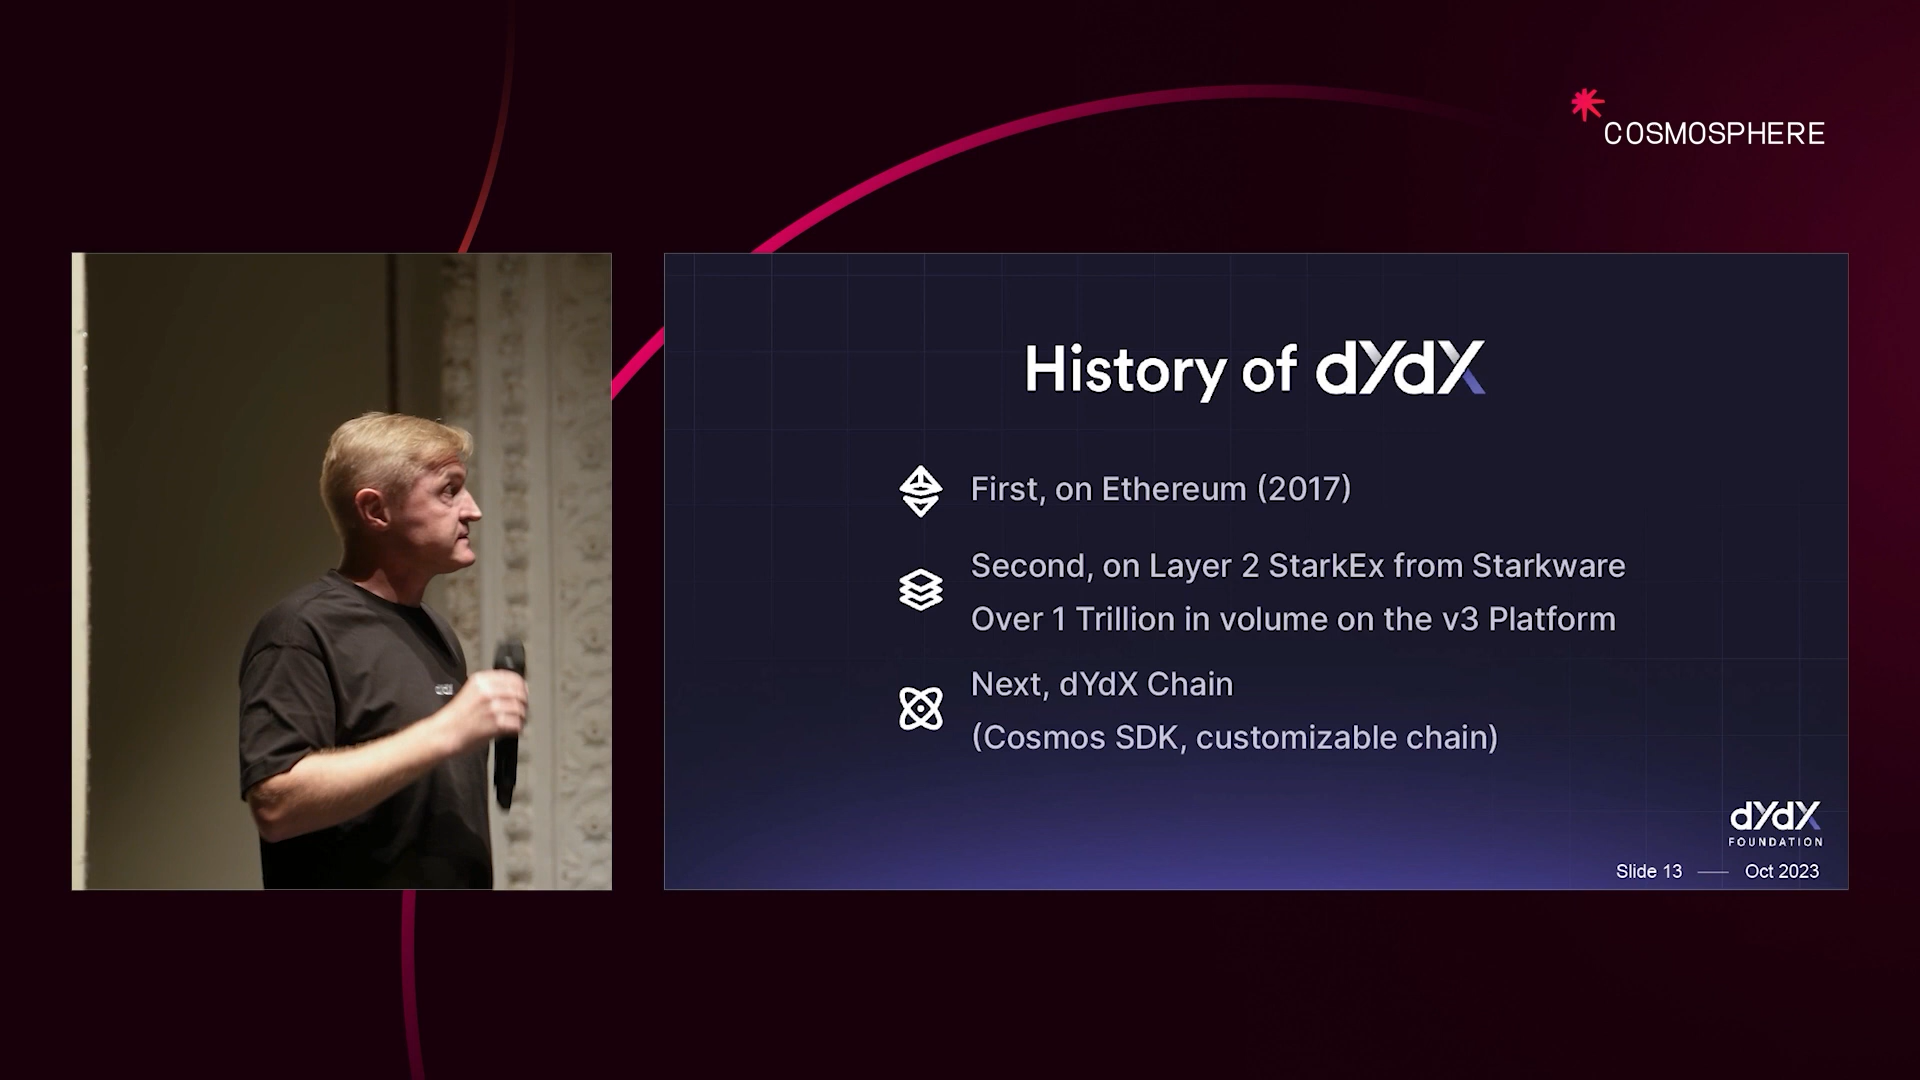 COSMOSPHERE
History of dYdX
First, on Ethereum (2017)
Second, on Layer 2 StarkEx from Starkware
Over 1 Trillion in volume on the v3 Platform
Next, dYdX Chain
(Cosmos SDK, customizable chain)
dYdX
FOUNDATION
Slide 13 — Oct 2023